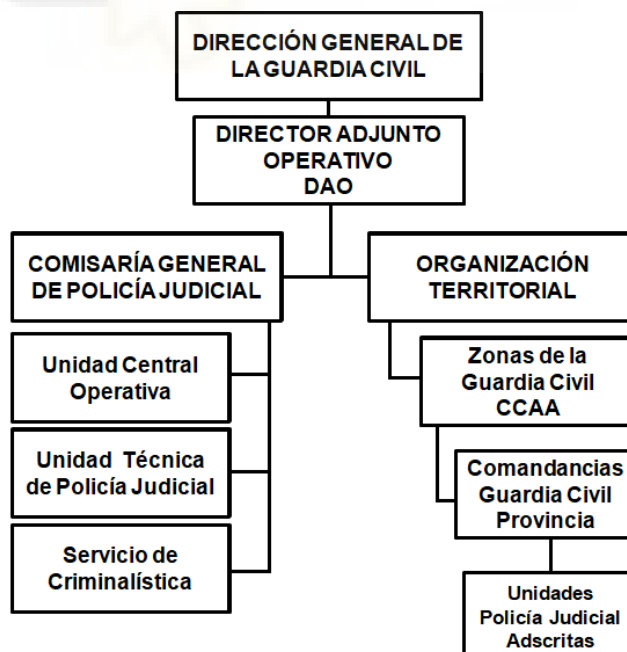 DIRECCIÓN GENERAL DE
LA GUARDIA CIVIL
DIRECTOR ADJUNTO
OPERATIVO
DAO
COMISARÍA GENERAL
DE POLICÍA JUDICIAL
Unidad Central
Operativa
Unidad Técnica
de Policía Judicial
Servicio de
Criminalística
ORGANIZACIÓN
TERRITORIAL
Zonas de la
Guardia Civil
CCAA
Comandancias
Guardia Civil
Provincia
Unidades
Policía Judicial
Adscritas